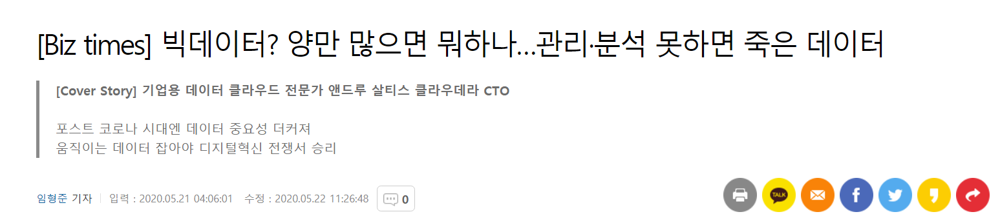 [Biz times] 빅데이터? 양만 많으면 뭐하나…관리·분석 못하면 죽은 데이터
[Cover Story] 기업용 데이터 클라우드 전문가 앤드루 살티스 클라우데라 CTO
포스트 코로나 시대엔 데이터 중요성 더커져
움직이는 데이터 잡아야 디지털혁신 전쟁서 승리
임형준 기자 입력 : 2020.05.21 04:06:01 수정 : 2020.05.22 11:26:48 0
TALK